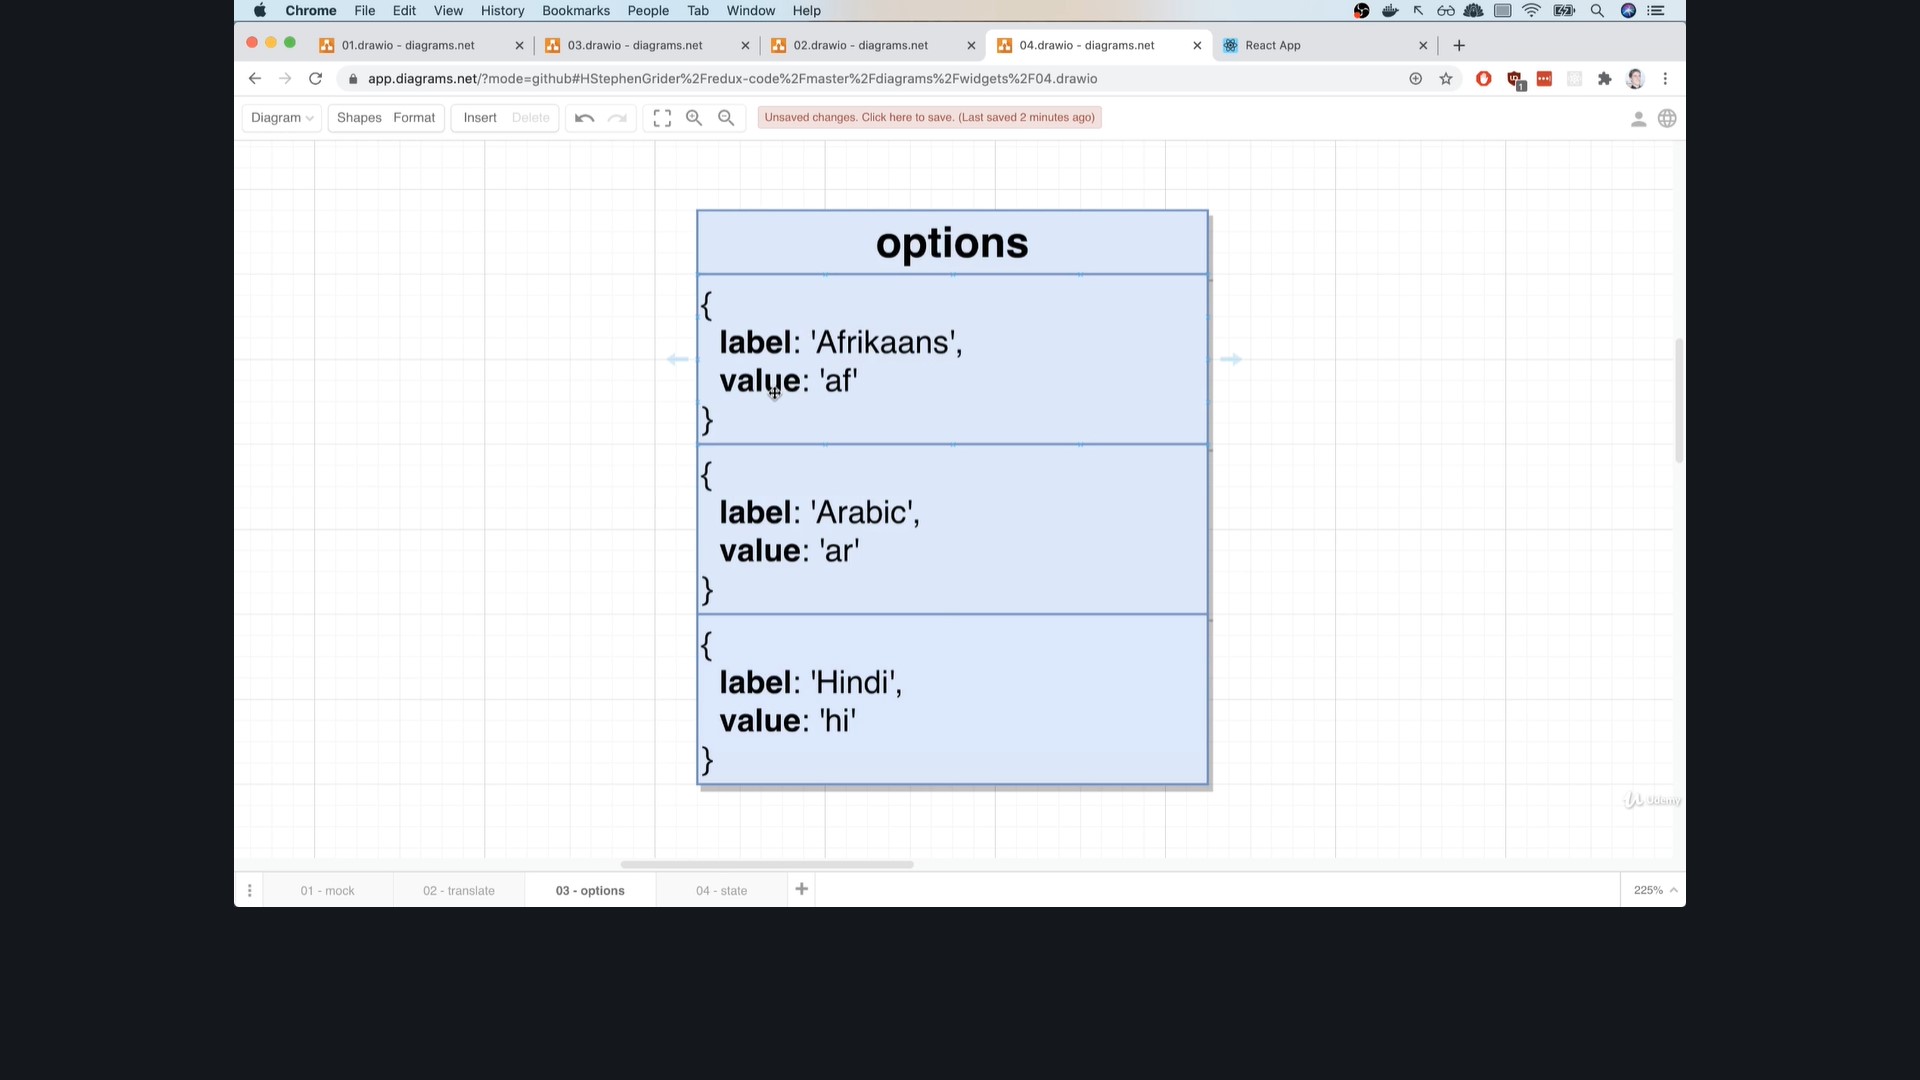 Chrome File Edit View History Bookmarks People Tab Window Help
01.drawio - diagrams.net 03.drawio - diagrams.net 02.drawio - diagrams.net 04.drawio - diagrams.net React App
app.diagrams.net/?mode=github#HStephenGrider%2Fredux-code%2Fmaster%2Fdiagrams%2Fwidgets%2F04.drawio
1
Diagram Shapes Format Insert Delete Unsaved changes. Click here to save. (Last saved 2 minutes ago)
options
{
label: 'Afrikaans',
value: 'af'
}
{
label: 'Arabic',
value: 'ar'
}
{
label: 'Hindi',
value: 'hi'
}
Udemy
01 - mock 02 - translate 03 - options 04 - state 225%